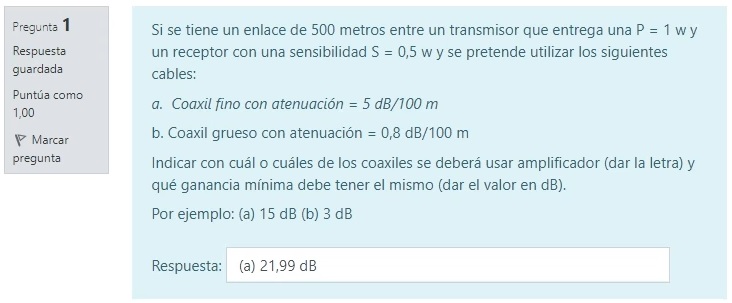 Pregunta 1
Respuesta
guardada
Puntúa como
1,00
Marcar
pregunta
Si se tiene un enlace de 500 metros entre un transmisor que entrega una P = 1 w y
un receptor con una sensibilidad S = 0,5 w y se pretende utilizar los siguientes
cables:
a. Coaxil fino con atenuación = 5 dB/100 m
b. Coaxil grueso con atenuación = 0,8 dB/100 m
Indicar con cuál o cuáles de los coaxiles se deberá usar amplificador (dar la letra) y
qué ganancia mínima debe tener el mismo (dar el valor en dB).
Por ejemplo: (a) 15 dB (b) 3 dB
Respuesta: (a) 21,99 dB